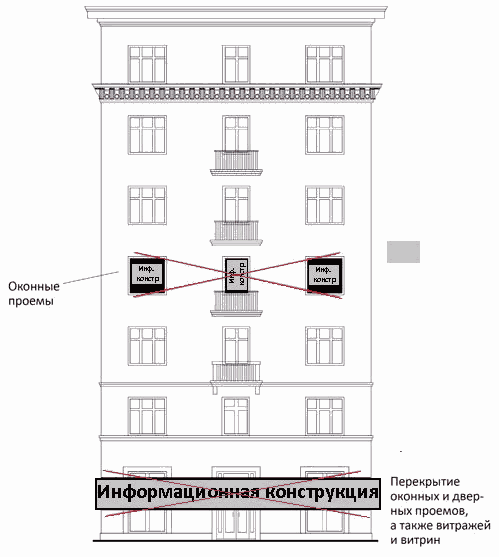 Инф.
констр
Инф.
констр
Инф.
констр
Оконные
проемы
Информационная конструкция
Перекрытие
оконных и двер-
ных проемов,
а также витражей
и витрин